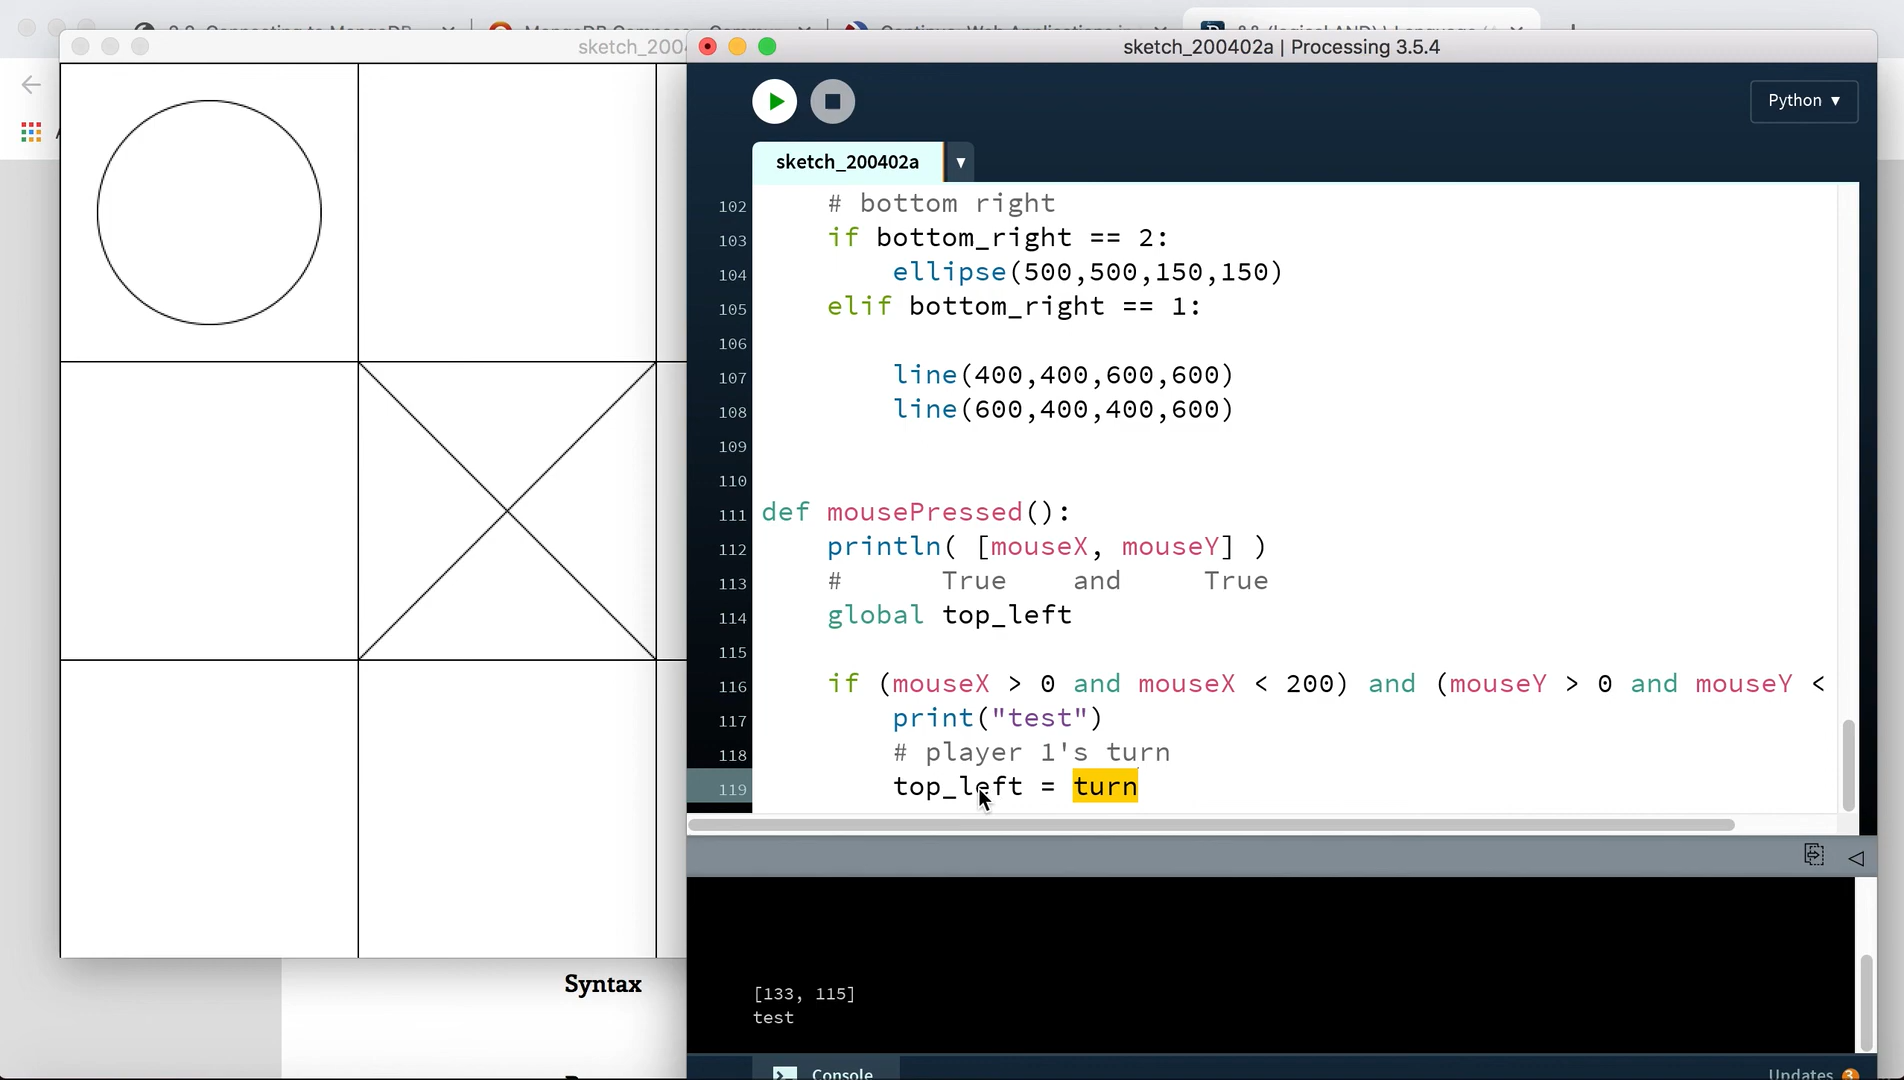 sketch_200
sketch_200402a | Processing 3.5.4
Python ▼
sketch_200402a
▼
102 # bottom right
103 if bottom_right == 2:
104 ellipse(500,500,150,150)
105 elif bottom_right == 1:
106
107 line(400,400,600,600)
108 line(600,400,400,600)
109
110
111 def mousePressed():
112 println( [mouseX, mouseY] )
113 # True and True
114 global top_left
115
116 if (mouseX > 0 and mouseX < 200) and (mouseY > 0 and mouseY <
117 print("test")
118 # player 1's turn
119 top_left = turn
[133, 115]
test
Syntax
Console
Updates 3